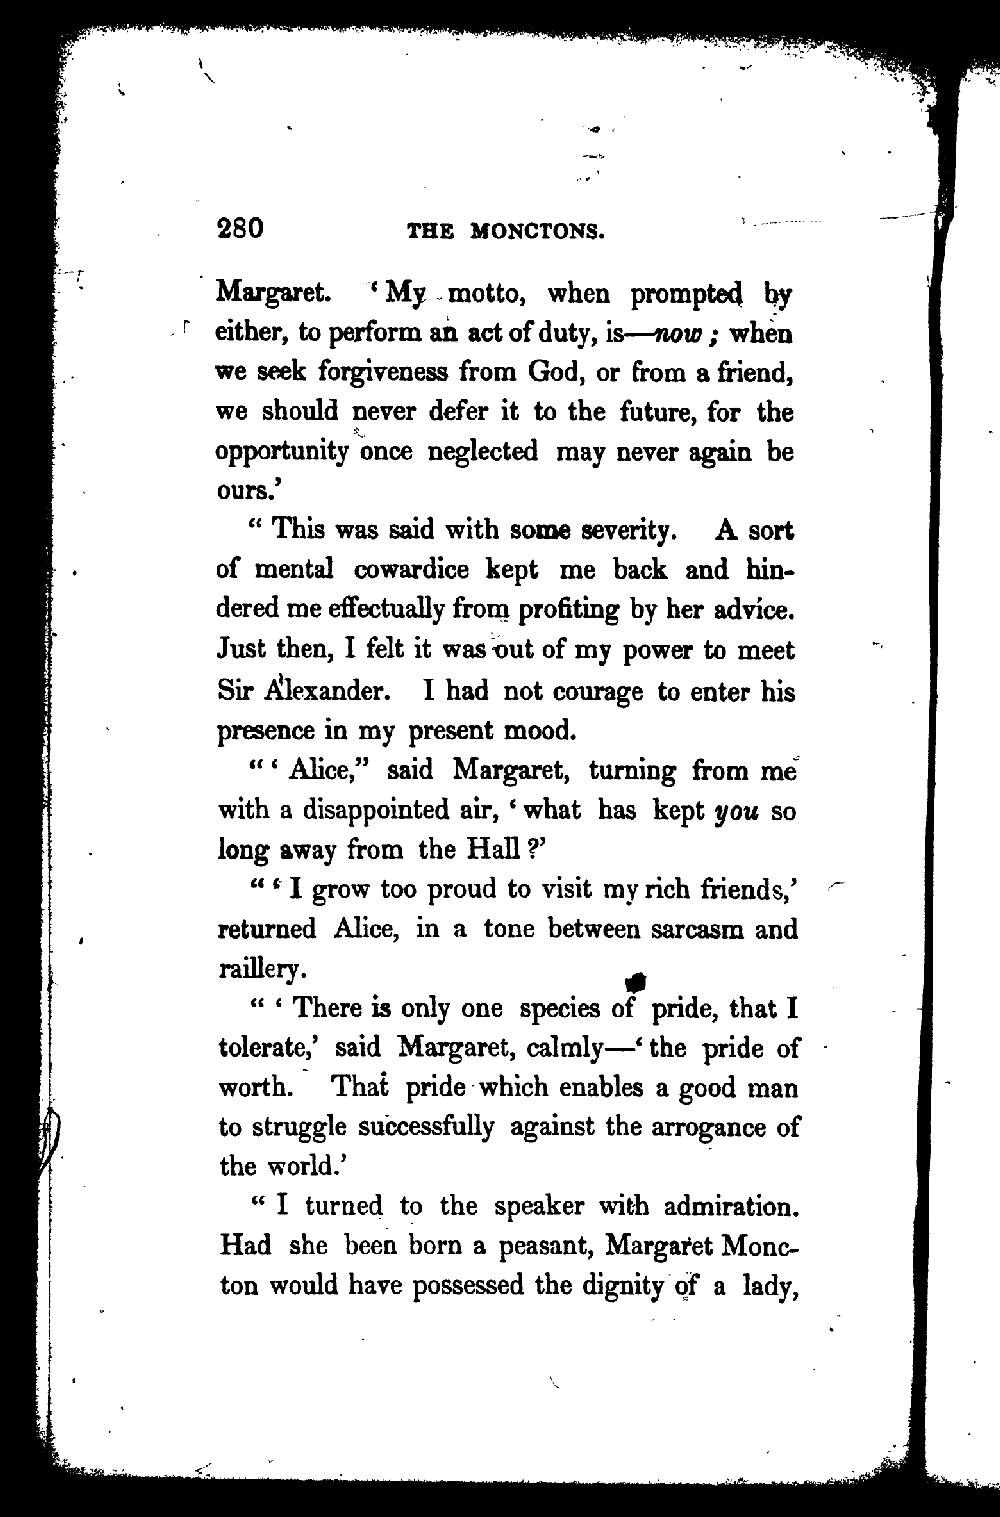 280 THE MONCTONS.
Margaret. ‘ My motto, when prompted by
either, to perform an act of duty, is—now ; when
we seek forgiveness from God, or from a friend,
we should never defer it to the future, for the
opportunity once neglected may never again be
ours.’
“ This was said with some severity. A sort
of mental cowardice kept me back and hin-
dered me effectually from profiting by her advice.
Just then, I felt it was out of my power to meet
Sir Alexander. I had not courage to enter his
presence in my present mood.
“ ‘ Alice,” said Margaret, turning from me
with a disappointed air, ‘ what has kept you so
long away from the Hall ?’
“ ‘ I grow too proud to visit my rich friends,’
returned Alice, in a tone between sarcasm and
raillery.
“ ‘ There is only one species of pride, that I
tolerate,’ said Margaret, calmly—‘ the pride of
worth. That pride which enables a good man
to struggle successfully against the arrogance of
the world.’
“ I turned to the speaker with admiration.
Had she been born a peasant, Margaret Monc-
ton would have possessed the dignity of a lady,